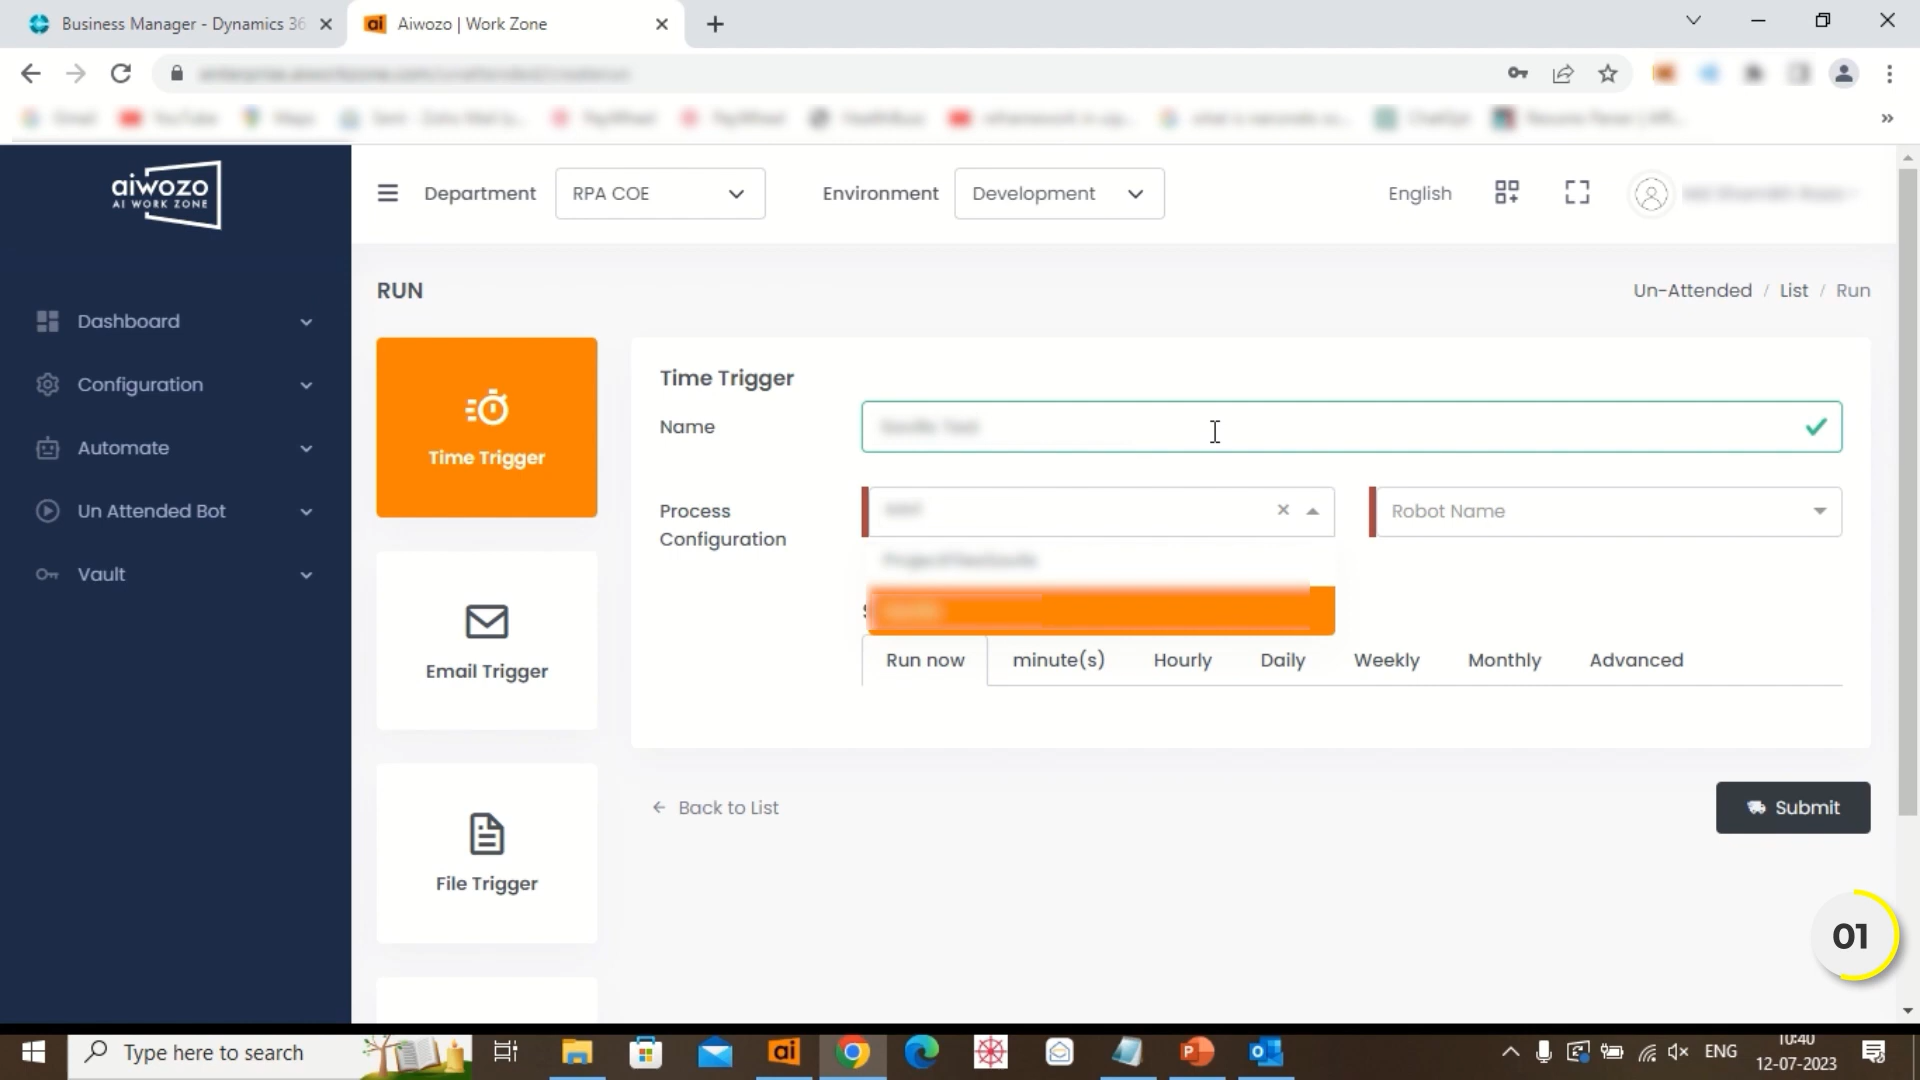 Business Manager - Dynamics 36
Aiwozo | Work Zone
aiwozo
AI WORK ZONE
Department
RPA COE
Environment
Development
English
RUN
Un-Attended / List / Run
Dashboard
Configuration
Automate
Un Attended Bot
Vault
Time Trigger
Email Trigger
File Trigger
Time Trigger
Name
Process
Configuration
Robot Name
Run now
minute(s)
Hourly
Daily
Weekly
Monthly
Advanced
Back to List
Submit
01
Type here to search
ai
ENG
10:40
12-07-2023